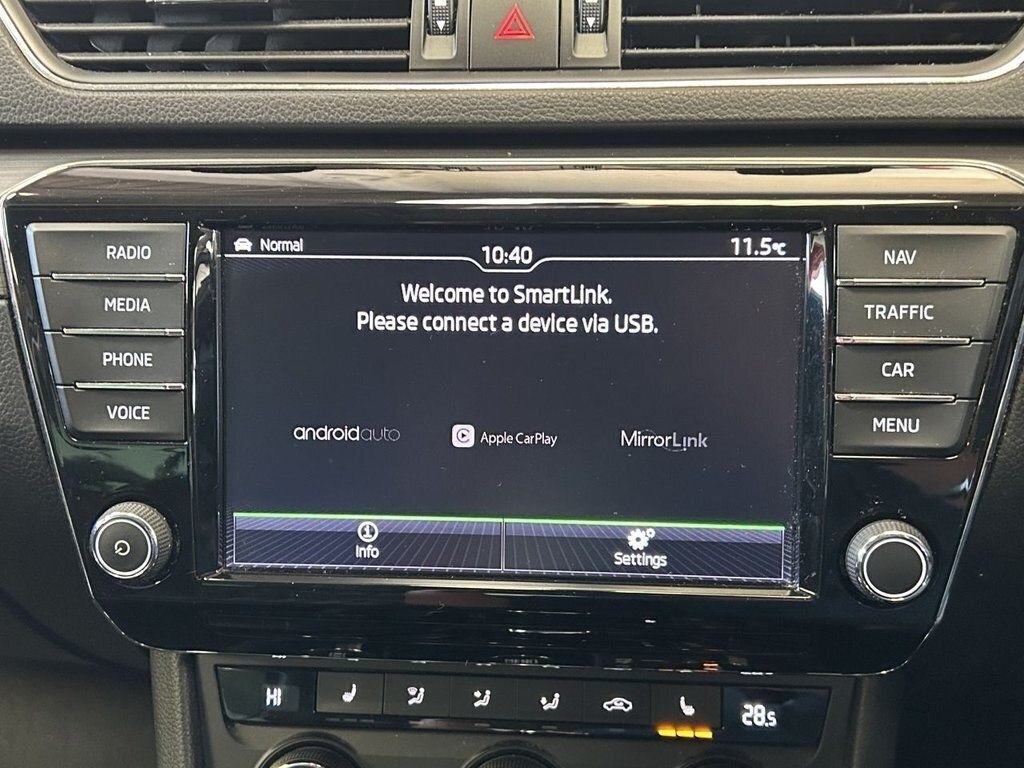 RADIO
MEDIA
PHONE
VOICE
Normal
10:40
11.5°C
Welcome to SmartLink.
Please connect a device via USB.
androidauto
Apple CarPlay
MirrorLink
Info
Settings
NAV
TRAFFIC
CAR
MENU
HI
28.5